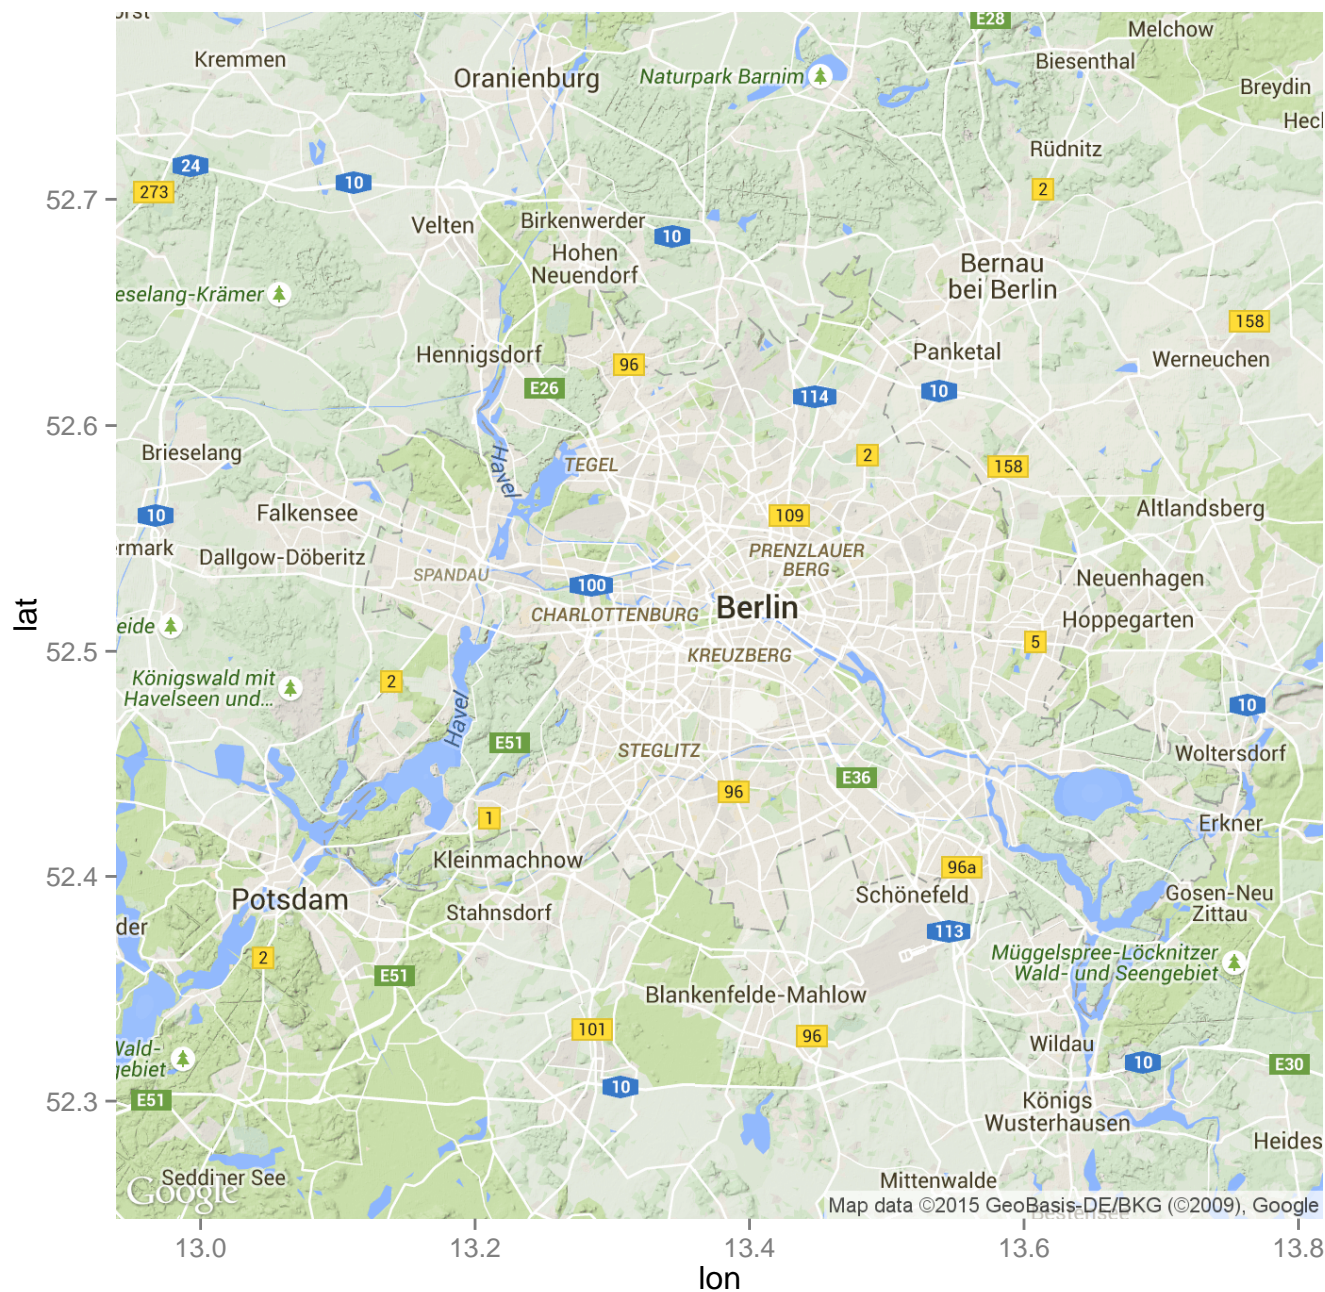 E28
Melchow
Kremmen
Biesenthal
Oranienburg
Naturpark Barnim
Breydin
Hecl
Rüdnitz
24
10
273
2
52.7
Velten
Birkenwerder
10
Hohen
Neuendorf
Bernau
bei Berlin
eselang-Krämer
158
Hennigsdorf
96
Panketal
Werneuchen
E26
114
10
52.6
Brieselang
Havel
TEGEL
2
158
10
Falkensee
109
Altlandsberg
ermark
Dallgow-Döberitz
PRENZLAUER
BERG
SPANDAU
100
Neuenhagen
CHARLOTTENBURG
Berlin
Hoppegarten
lat
eide
5
52.5
KREUZBERG
Königswald mit
Havelseen und...
2
10
Havel
E51
STEGLITZ
Woltersdorf
E36
96
1
Erkner
Kleinmachnow
96a
52.4
Potsdam
Schönefeld
Gosen-Neu
Zittau
Stahnsdorf
der
113
2
E51
Müggelspree-Löcknitzer
Wald- und Seengebiet
Blankenfelde-Mahlow
101
96
Wildau
Wald-
gebiet
10
E30
10
52.3
E51
Königs
Wusterhausen
Heides
Seddiner See
Mittenwalde
Google
Map data ©2015 GeoBasis-DE/BKG (©2009), Google
13.0
13.2
13.4
13.6
13.8
lon